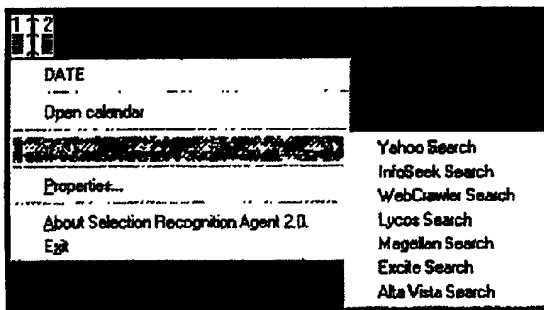 1 2
DATE
Open calendar
Properties...
About Selection Recognition Agent 2.0.
Exit
Yahoo Search
InfoSeek Search
WebCrawler Search
Lycos Search
Magellan Search
Excite Search
Alta Vista Search